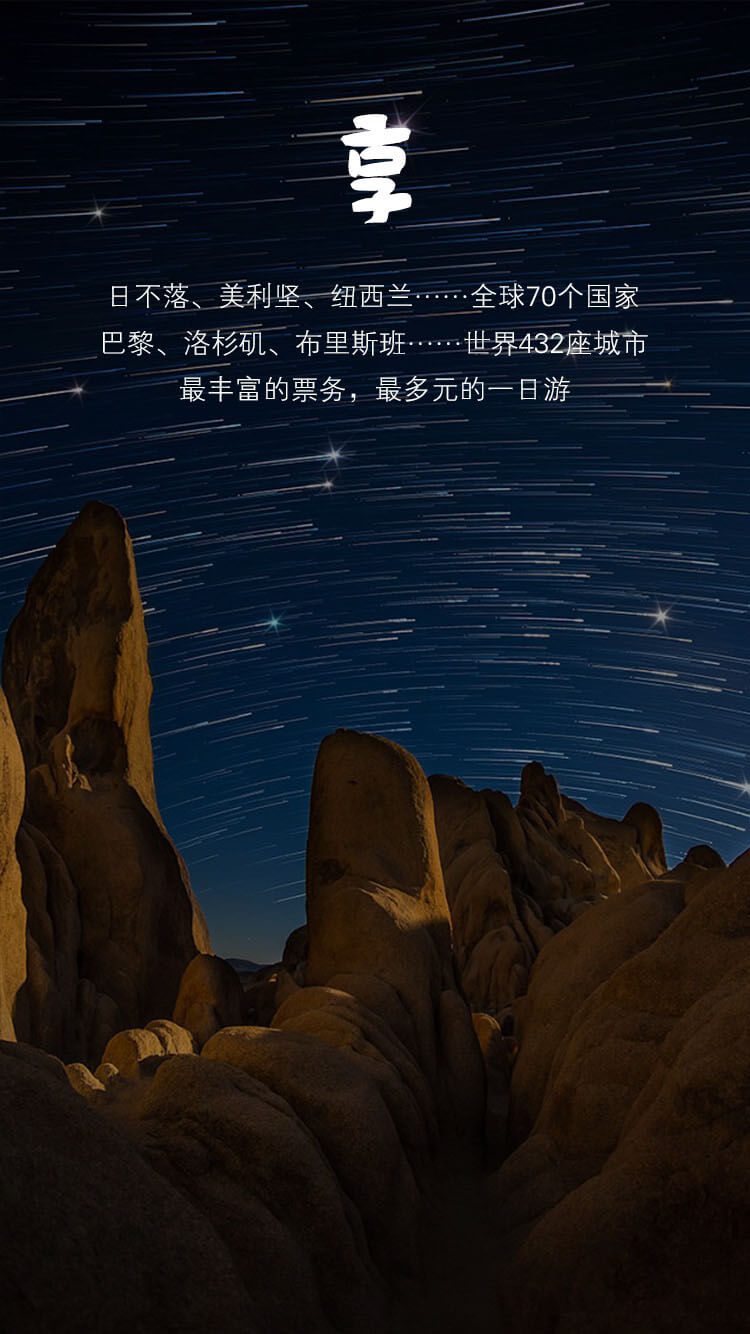 享
日不落、美利坚、纽西兰……全球70个国家
巴黎、洛杉矶、布里斯班……世界432座城市
最丰富的票务，最多元的一日游